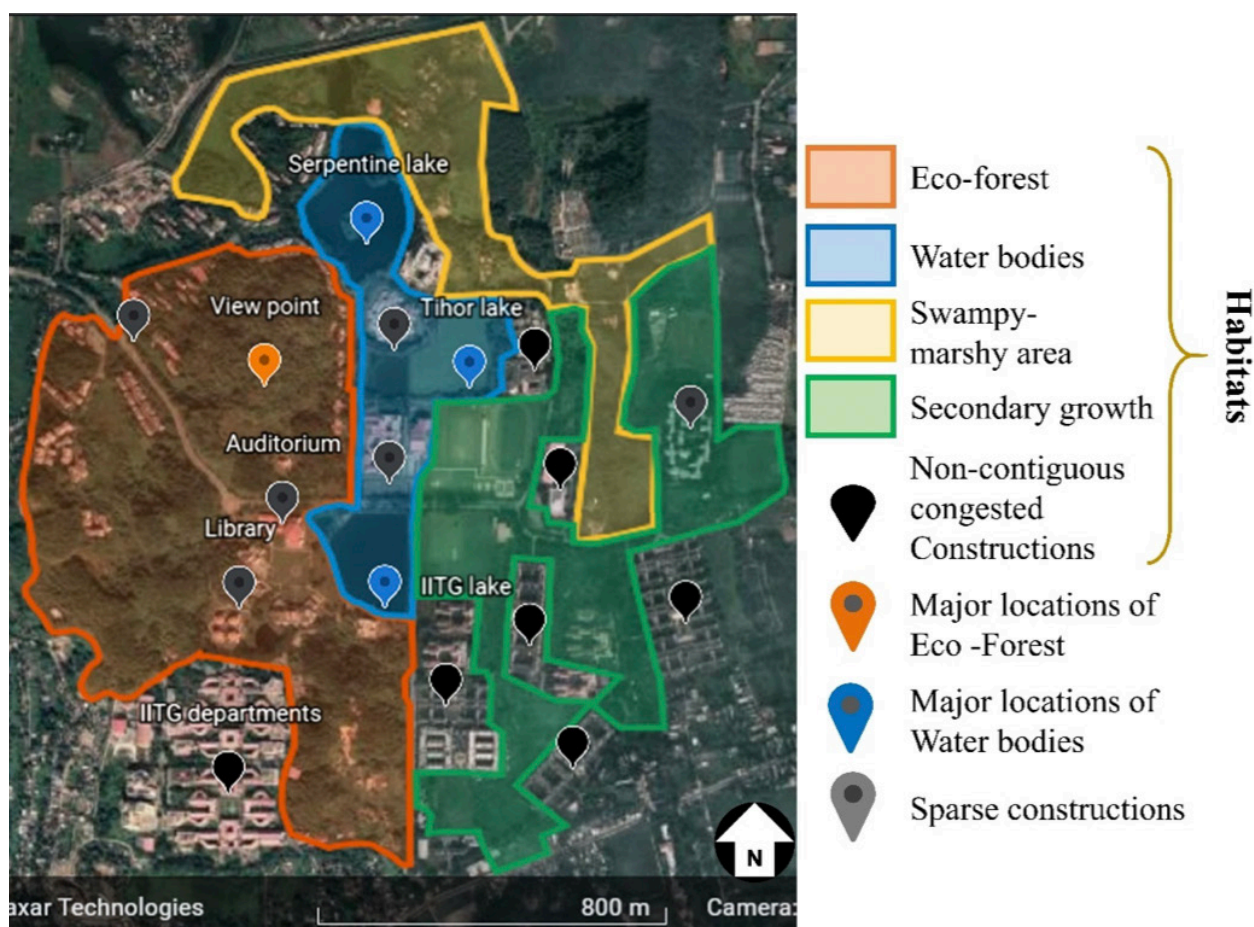 Serpentine lake
View point
Tihor lake
Auditorium
Library
IITG lake
IITG departments
N
axar Technologies
800 m
Camera:
Eco-forest
Water bodies
Swampy-
marshy area
Secondary growth
Non-contiguous
congested
Constructions
Major locations of
Eco -Forest
Major locations of
Water bodies
Sparse constructions
Habitats